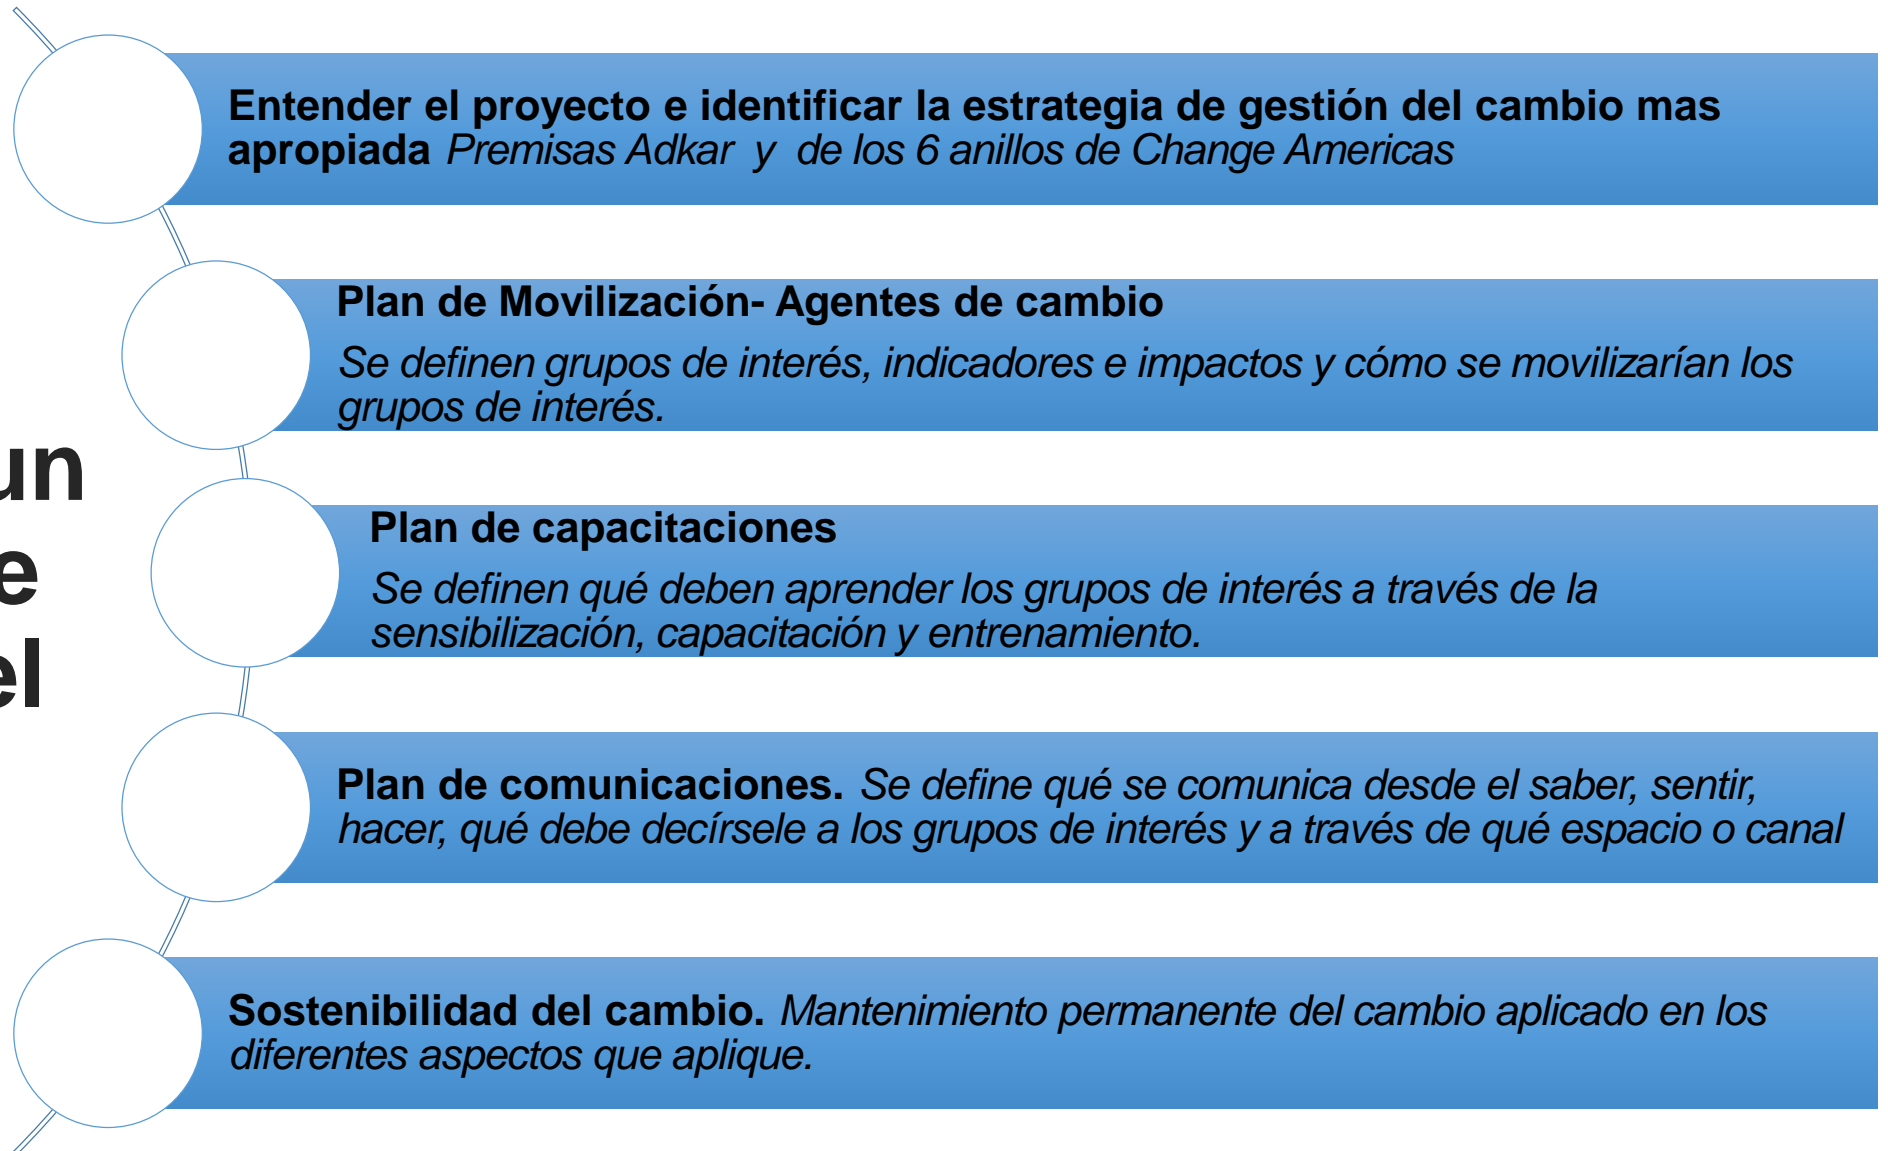 un
e
el
Entender el proyecto e identificar la estrategia de gestión del cambio mas
apropiada Premisas Adkar y de los 6 anillos de Change Americas
Plan de Movilización- Agentes de cambio
Se definen grupos de interés, indicadores e impactos y cómo se movilizarían los
grupos de interés.
Plan de capacitaciones
Se definen qué deben aprender los grupos de interés a través de la
sensibilización, capacitación y entrenamiento.
Plan de comunicaciones. Se define qué se comunica desde el saber, sentir,
hacer, qué debe decírsele a los grupos de interés y a través de qué espacio o canal
Sostenibilidad del cambio. Mantenimiento permanente del cambio aplicado en los
diferentes aspectos que aplique.